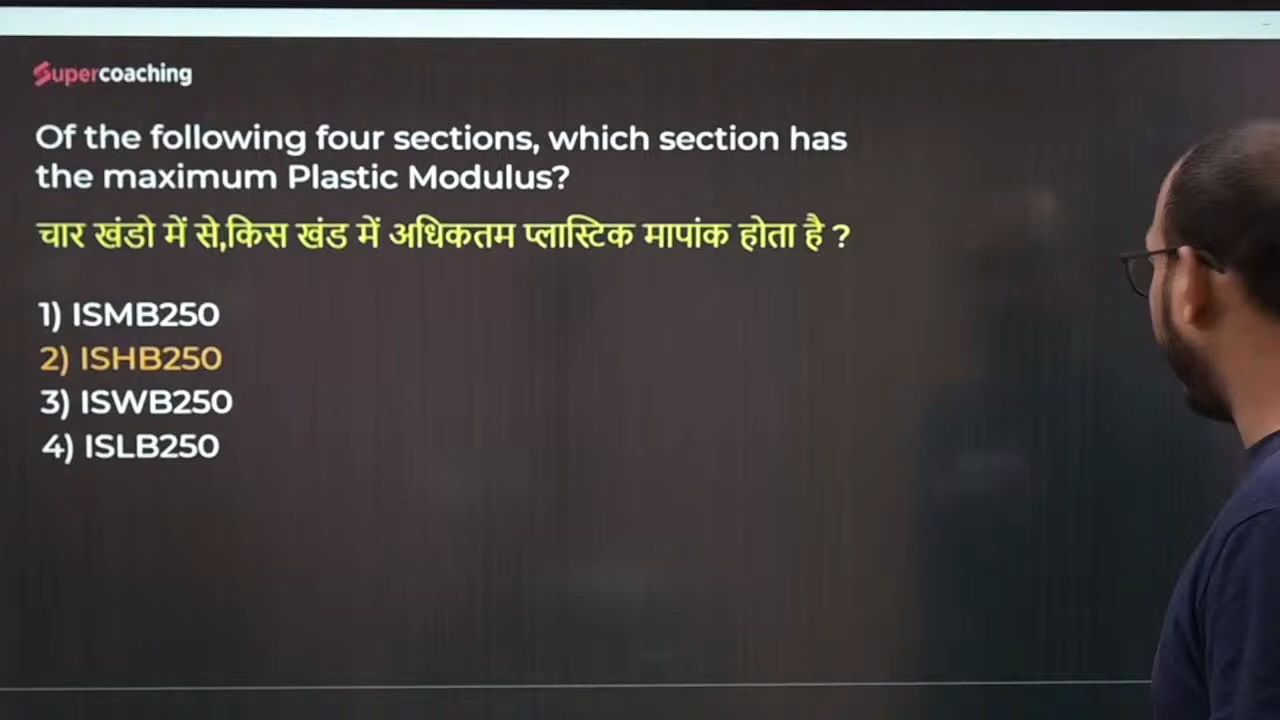 Supercoaching
Of the following four sections, which section has
the maximum Plastic Modulus?
चार खंडो में से,किस खंड में अधिकतम प्लास्टिक मापांक होता है ?
1) ISMB250
2) ISHB250
3) ISWB250
4) ISLB250